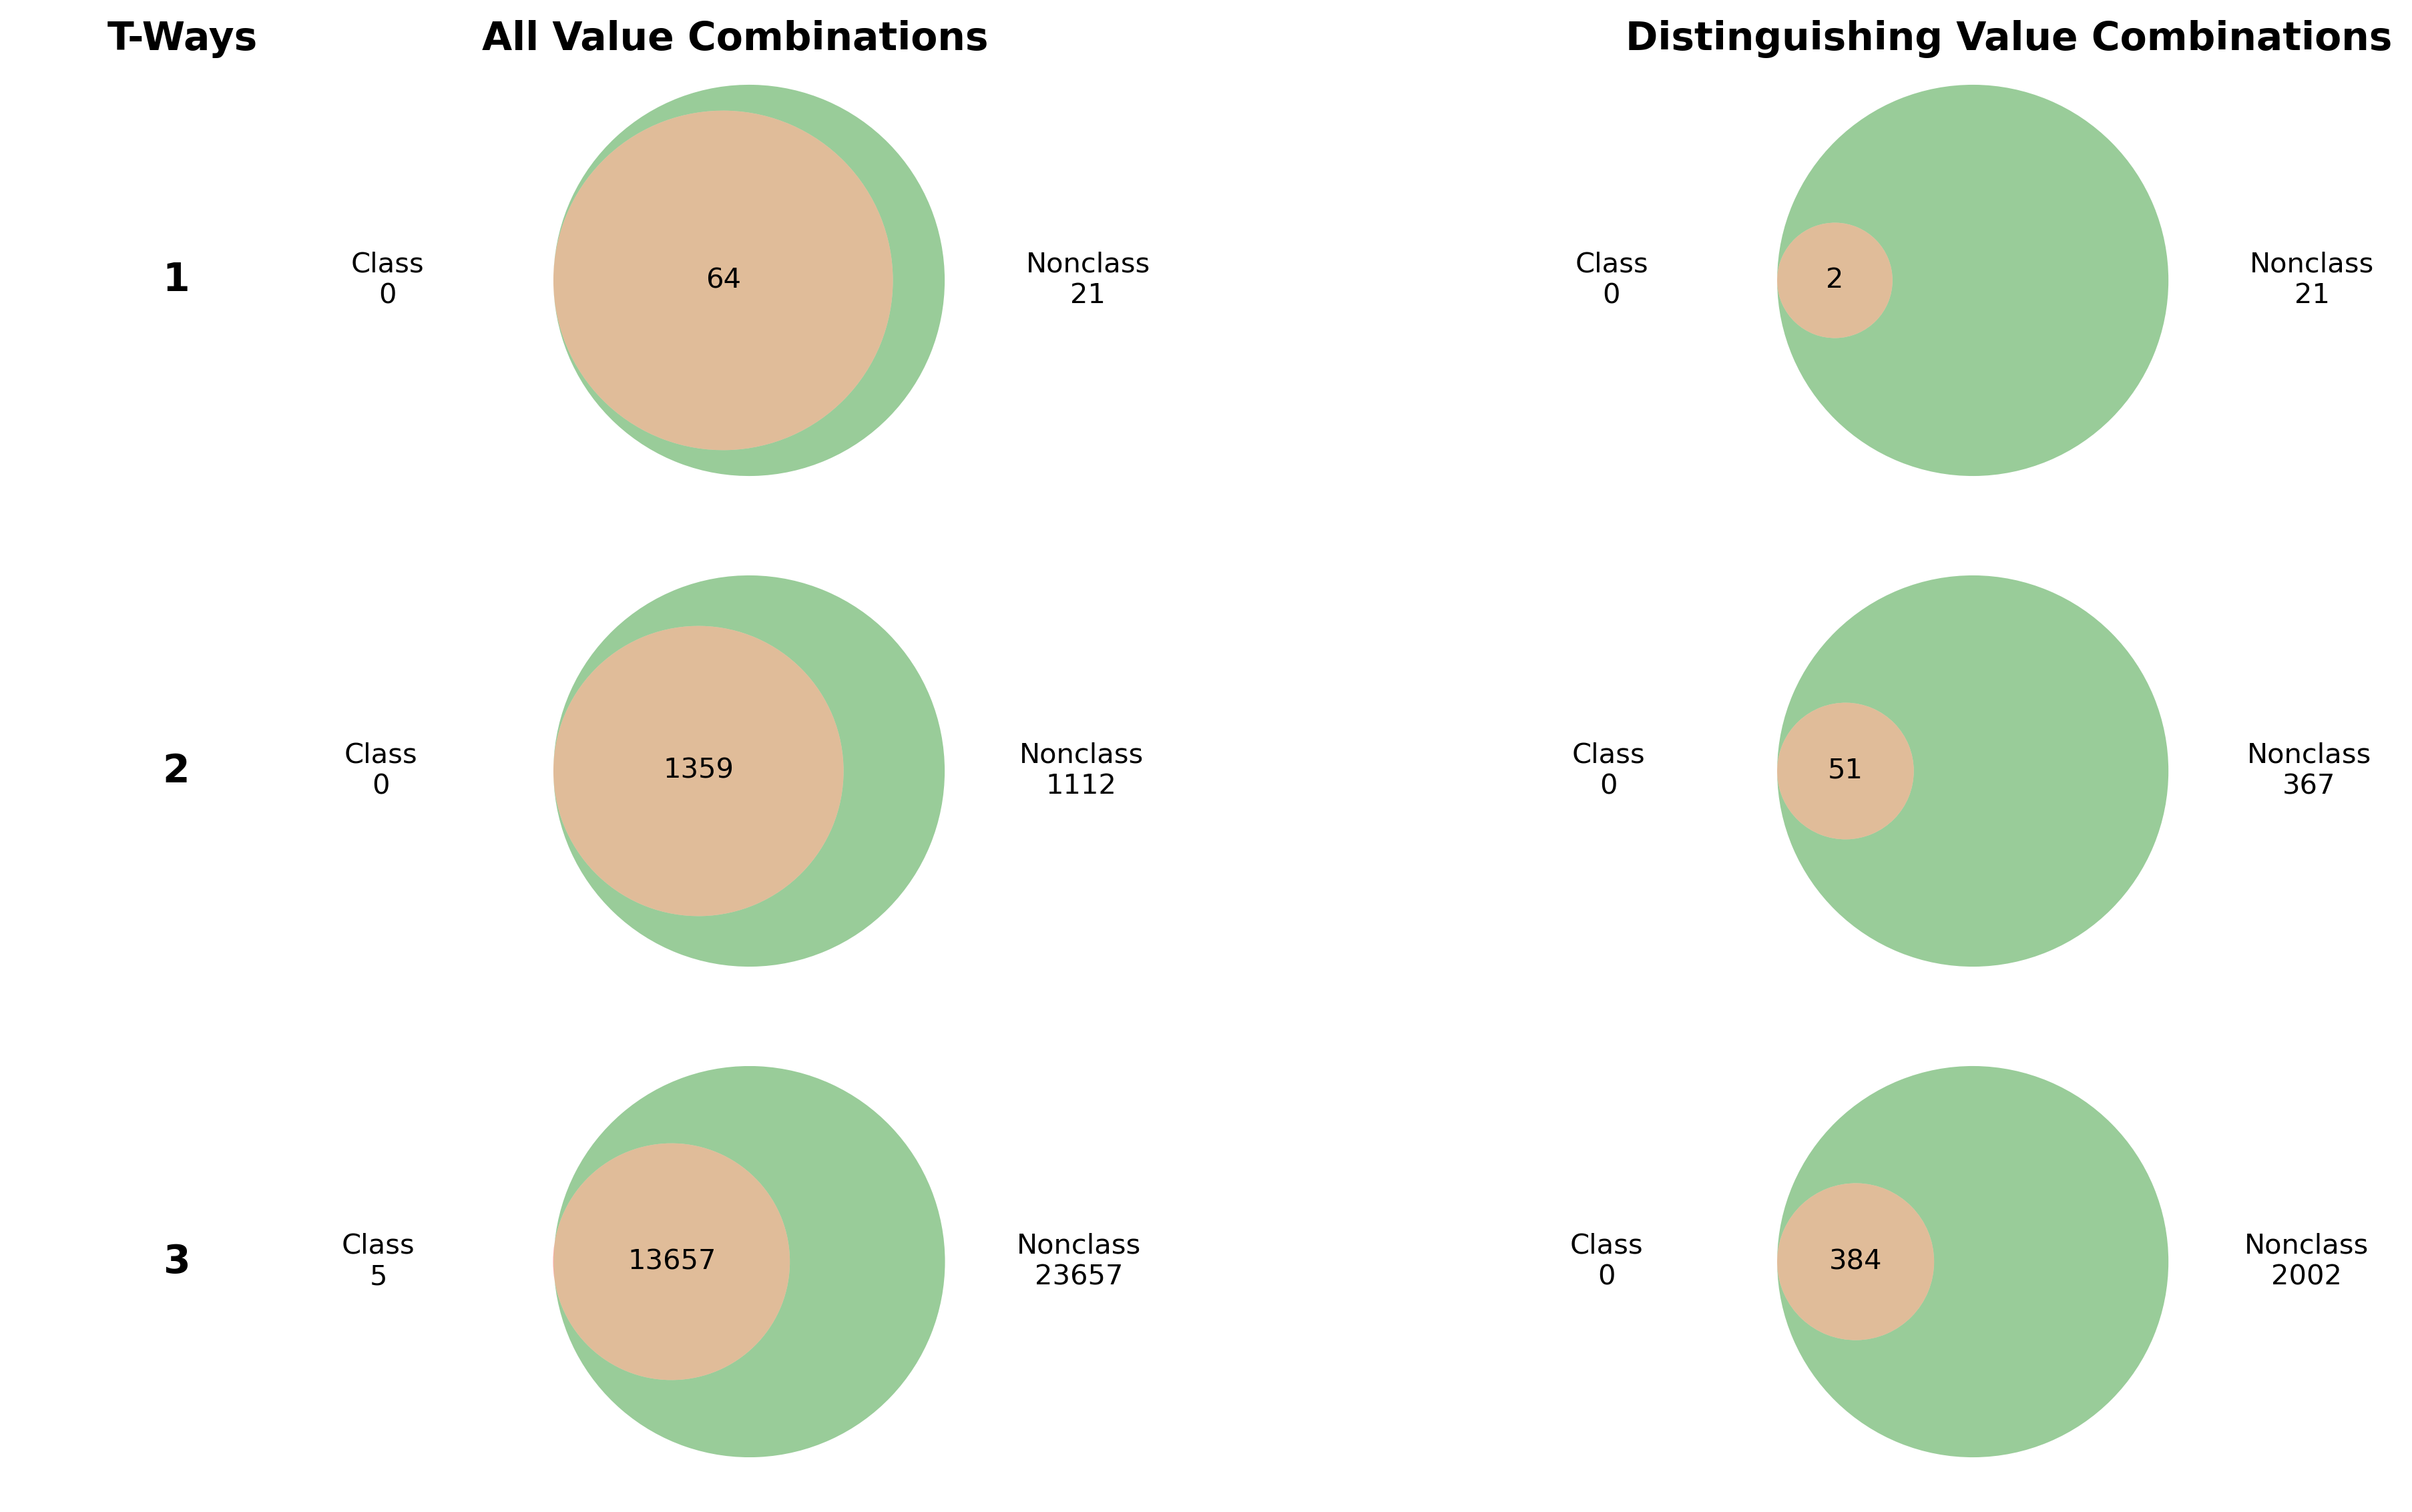 T-Ways
All Value Combinations
Distinguishing Value Combinations
1
Class
0
64
Nonclass
21
Class
0
2
Nonclass
21
2
Class
0
1359
Nonclass
1112
Class
0
51
Nonclass
367
3
Class
5
13657
Nonclass
23657
Class
0
384
Nonclass
2002